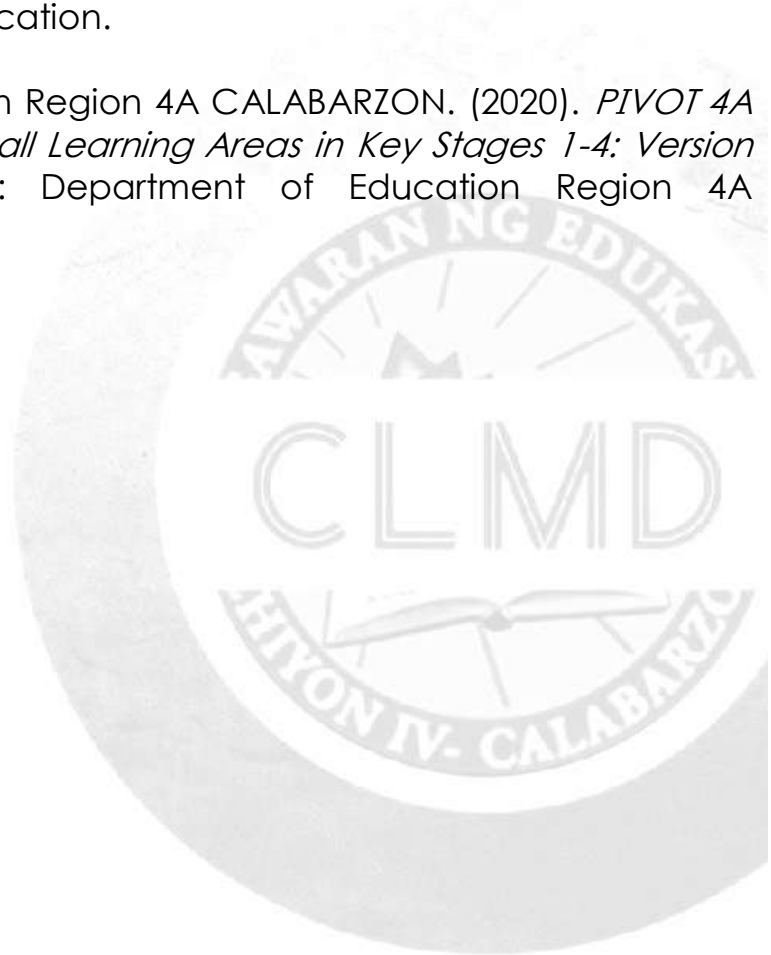 cation.
n Region 4A CALABARZON. (2020). PIVOT 4A
all Learning Areas in Key Stages 1-4: Version
: Department of Education Region 4A
AWARAN NG EDUKAS
CLMD
HIYON IV- CALABARZO